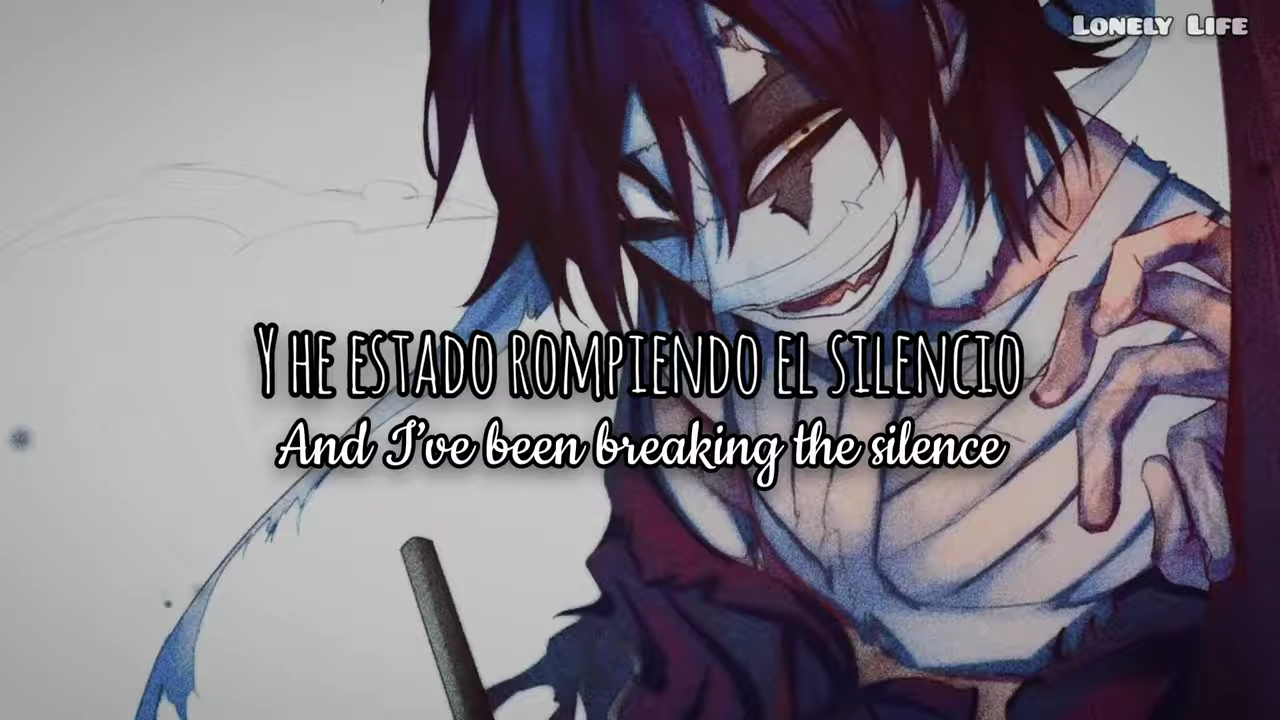 Lonely Life
Y he estado rompiendo el silencio
And I've been breaking the silence